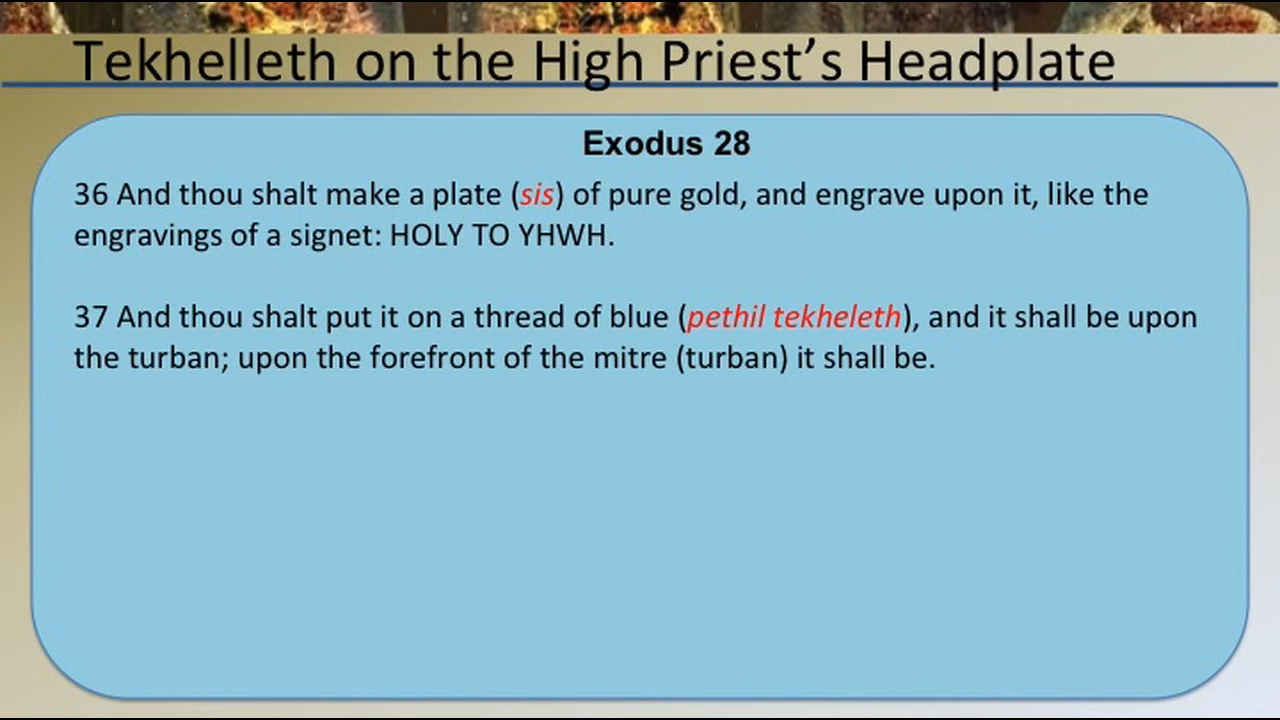 Tekhelleth on the High Priest’s Headplate
Exodus 28
36 And thou shalt make a plate (sis) of pure gold, and engrave upon it, like the
engravings of a signet: HOLY TO YHWH.
37 And thou shalt put it on a thread of blue (pethil tekheleth), and it shall be upon
the turban; upon the forefront of the mitre (turban) it shall be.